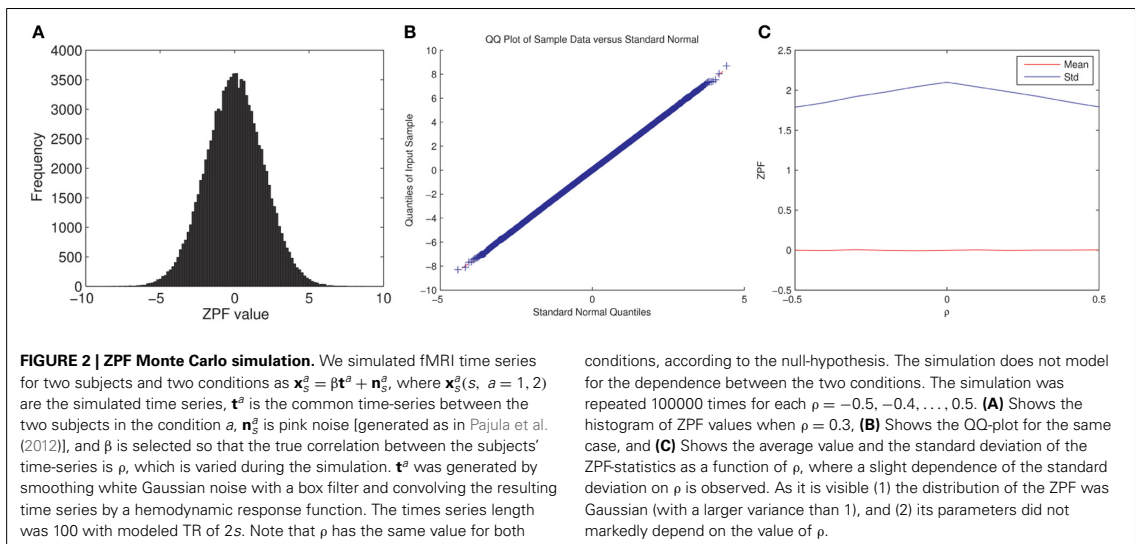 A
4000
3500
3000
2500
2000
1500
1000
500
0
Frequency
−10
−5
0
5
10
ZPF value
B
QQ Plot of Sample Data versus Standard Normal
10
8
6
4
2
0
−2
−4
−6
−8
−10
Quantiles of Input Sample
−5
0
5
Standard Normal Quantiles
C
2.5
2
1.5
1
0.5
0
−0.5
ZPF
Mean
Std
−0.5
0
0.5
ρ
FIGURE 2 | ZPF Monte Carlo simulation. We simulated fMRI time series
for two subjects and two conditions as xₛᵃ = βtᵃ + nₛᵃ, where xₛᵃ(s, a = 1, 2)
are the simulated time series, tᵃ is the common time-series between the
two subjects in the condition a, nₛᵃ is pink noise [generated as in Pajula et al.
(2012)], and β is selected so that the true correlation between the subjects'
time-series is ρ, which is varied during the simulation. tᵃ was generated by
smoothing white Gaussian noise with a box filter and convolving the resulting
time series by a hemodynamic response function. The times series length
was 100 with modeled TR of 2s. Note that ρ has the same value for both
conditions, according to the null-hypothesis. The simulation does not model
for the dependence between the two conditions. The simulation was
repeated 100000 times for each ρ = −0.5, −0.4, . . . , 0.5. (A) Shows the
histogram of ZPF values when ρ = 0.3, (B) Shows the QQ-plot for the same
case, and (C) Shows the average value and the standard deviation of the
ZPF-statistics as a function of ρ, where a slight dependence of the standard
deviation on ρ is observed. As it is visible (1) the distribution of the ZPF was
Gaussian (with a larger variance than 1), and (2) its parameters did not
markedly depend on the value of ρ.